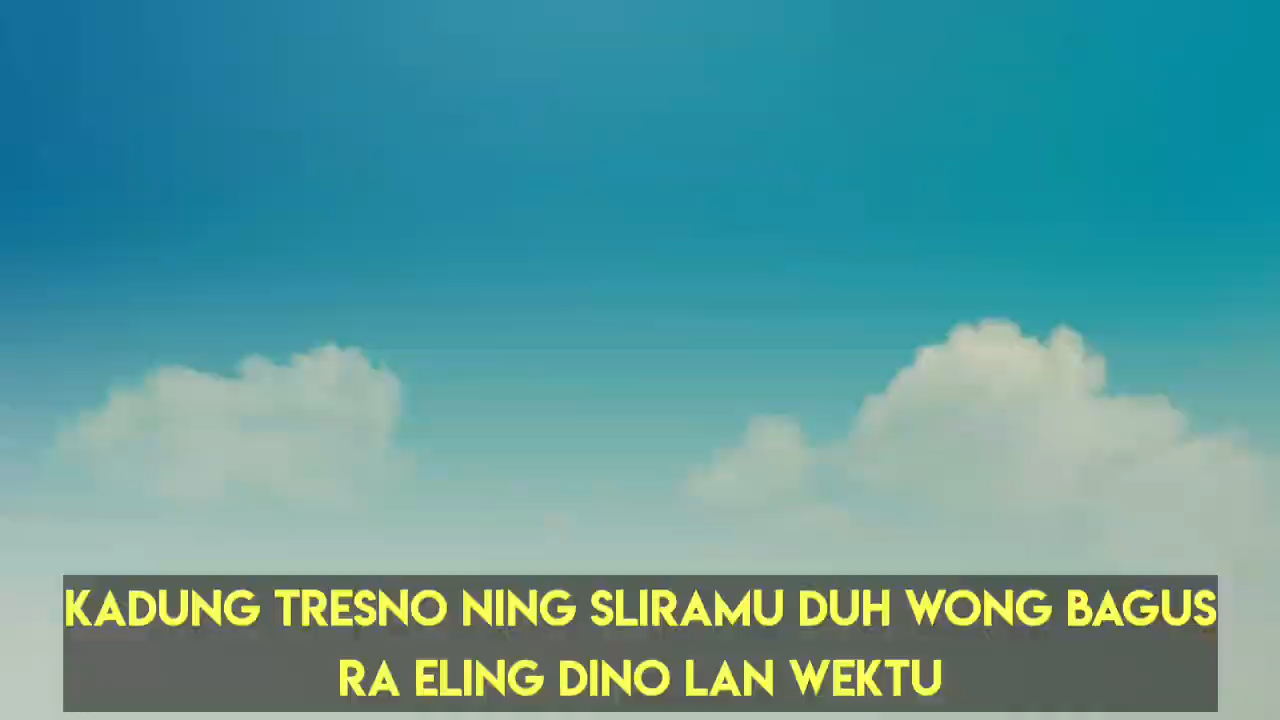 KADUNG TRESNO NING SLIRAMU DUH WONG BAGUS
RA ELING DINO LAN WEKTU